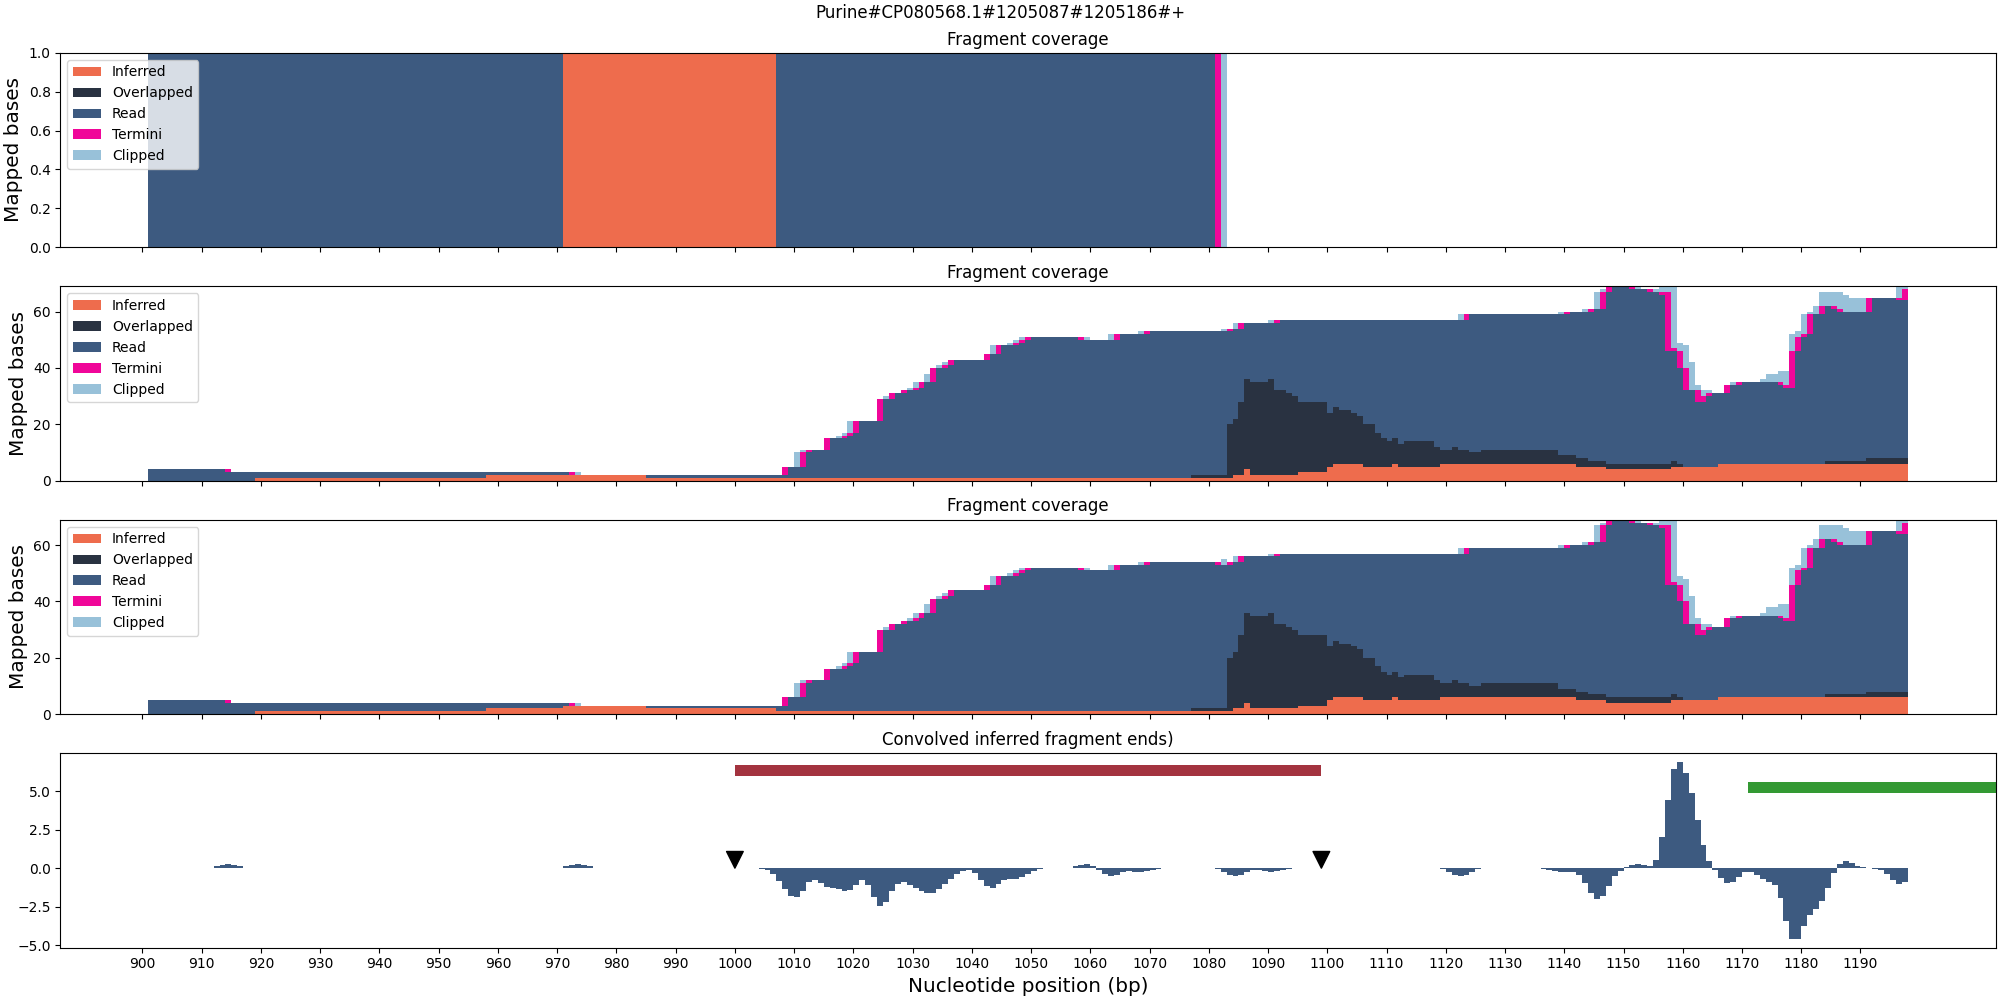 Purine#CP080568.1#1205087#1205186#+
Fragment coverage
Mapped bases
1.0
0.8
0.6
0.4
0.2
0.0
Inferred
Overlapped
Read
Termini
Clipped
Fragment coverage
Mapped bases
60
40
20
0
Inferred
Overlapped
Read
Termini
Clipped
Fragment coverage
Mapped bases
60
40
20
0
Inferred
Overlapped
Read
Termini
Clipped
Convolved inferred fragment ends)
5.0
2.5
0.0
−2.5
−5.0
900 910 920 930 940 950 960 970 980 990 1000 1010 1020 1030 1040 1050 1060 1070 1080 1090 1100 1110 1120 1130 1140 1150 1160 1170 1180 1190
Nucleotide position (bp)